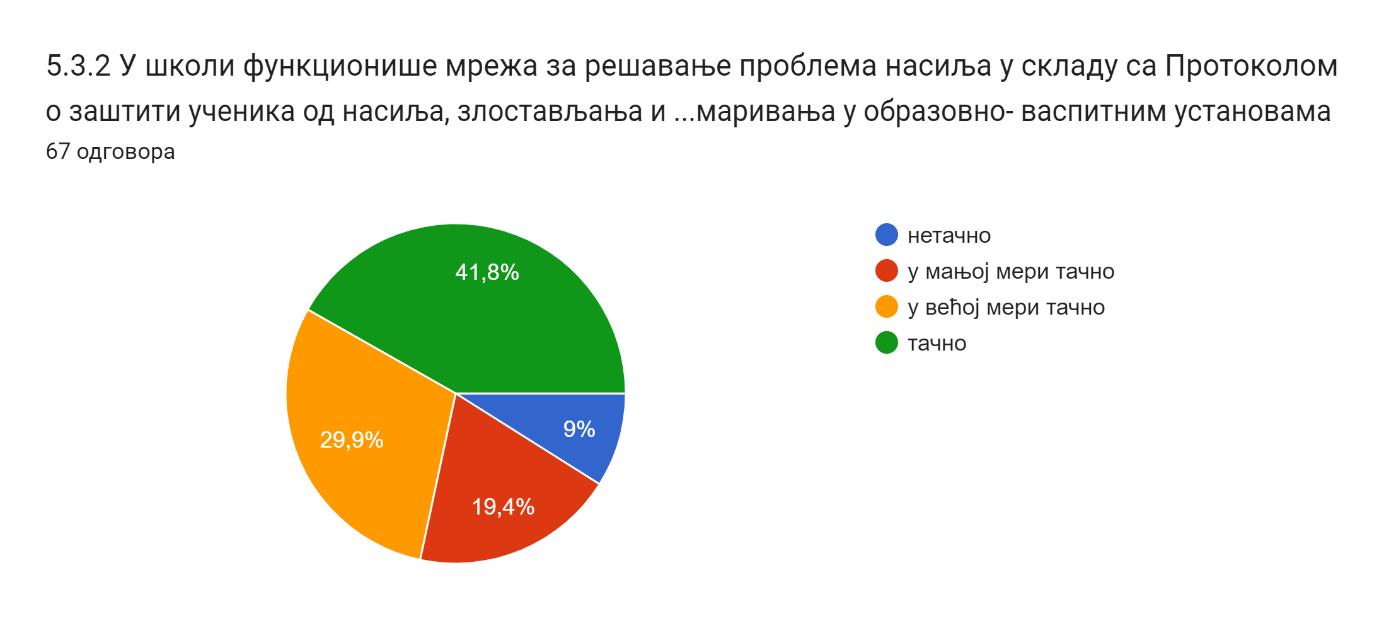 5.3.2 У школи функционише мрежа за решавање проблема насиља у складу са Протоколом
о заштити ученика од насиља, злостављања и ...маривања у образовно- васпитним установама
67 одговора
нетачно
у мањој мери тачно
у већој мери тачно
тачно
41,8%
9%
29,9%
19,4%